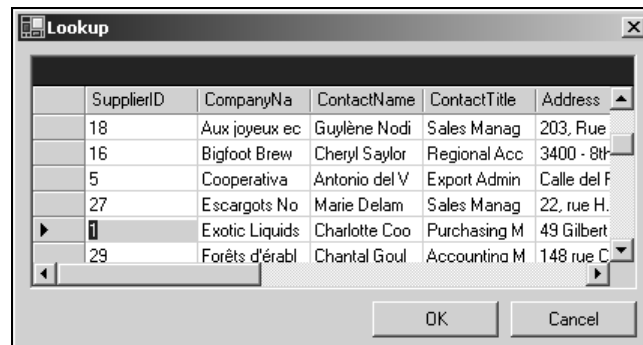 Lookup
SupplierID CompanyNa ContactName ContactTitle Address
18 Aux joyeux ec Guylène Nodi Sales Manag 203, Rue
16 Bigfoot Brew Cheryl Saylor Regional Acc 3400 - 8th
5 Cooperativa Antonio del V Export Admin Calle del
27 Escargots No Marie Delam Sales Manag 22, rue H.
1 Exotic Liquids Charlotte Coo Purchasing M 49 Gilbert
29 Forêts d'érabl Chantal Goul Accounting M 148 rue C
OK Cancel